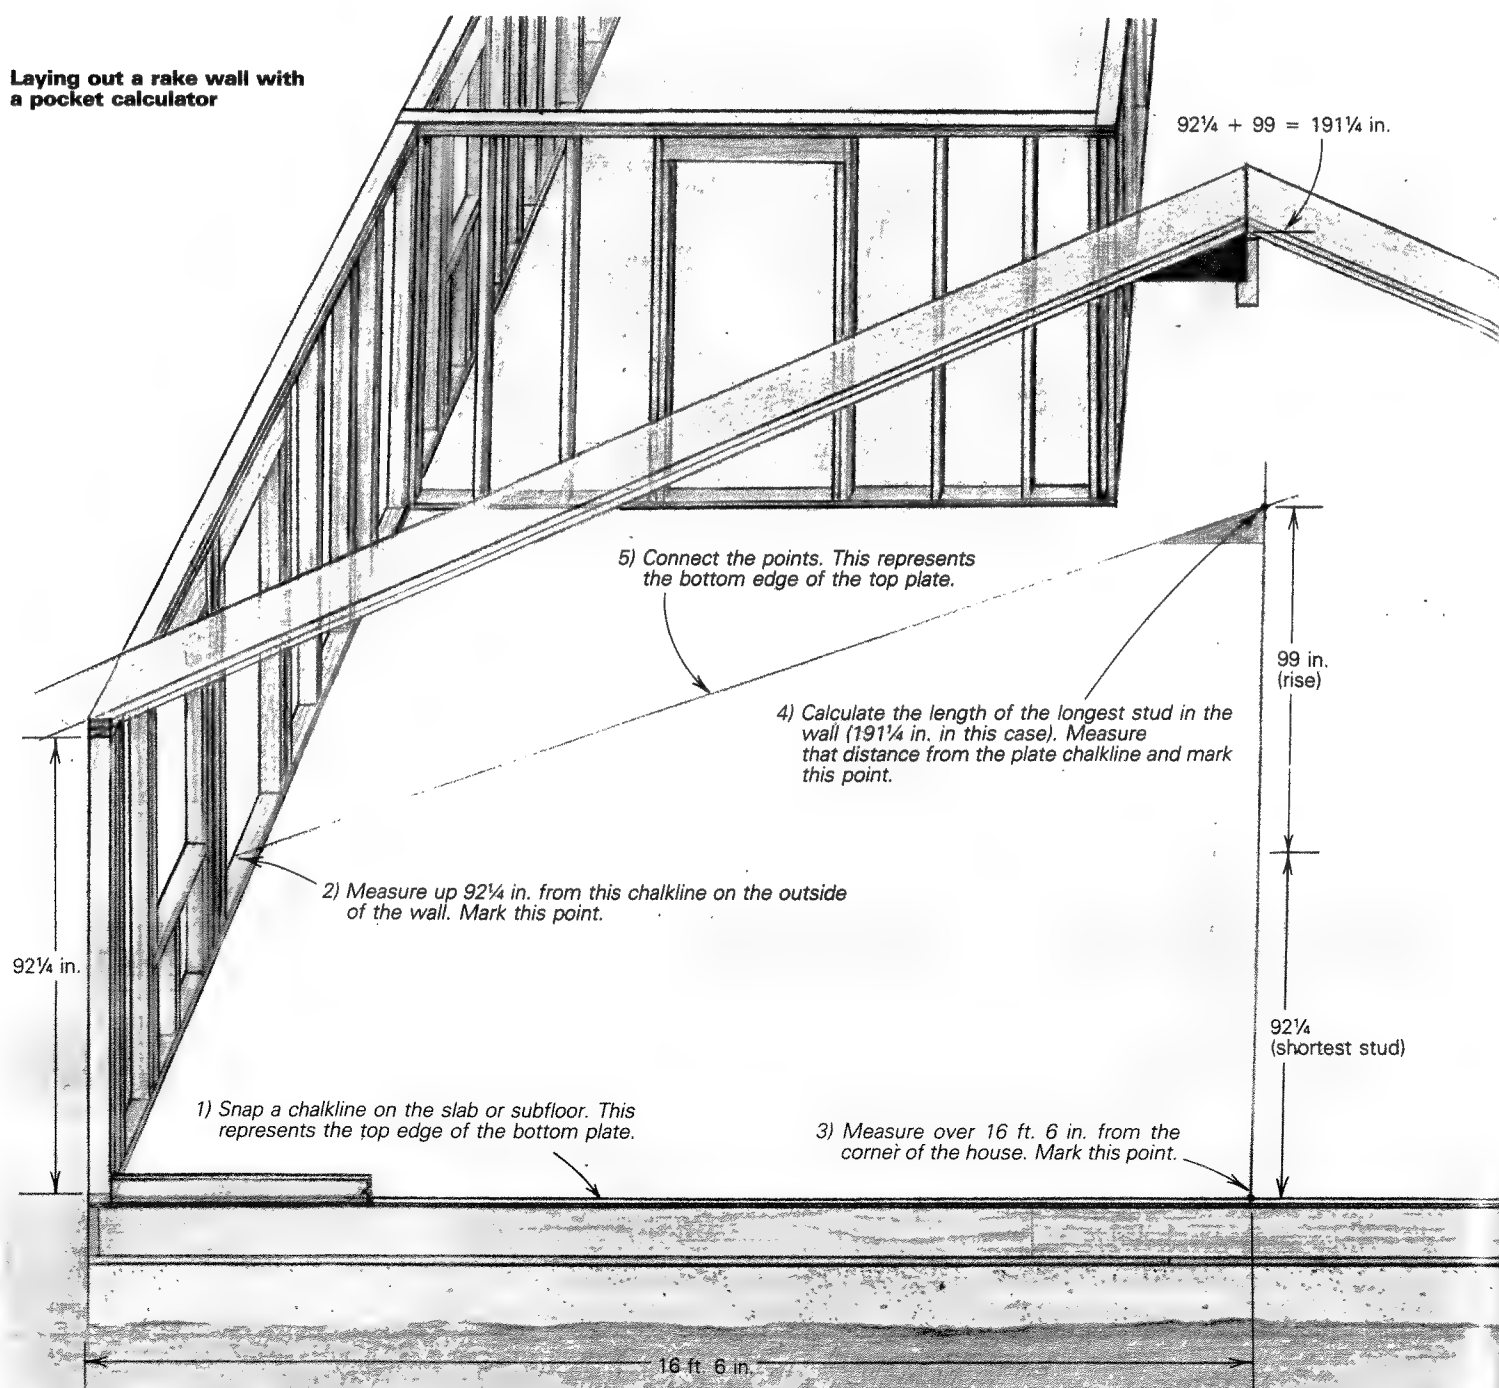 Laying out a rake wall with
a pocket calculator
92¼ + 99 = 191¼ in.
5) Connect the points. This represents
the bottom edge of the top plate.
99 in.
(rise)
4) Calculate the length of the longest stud in the
wall (191¼ in. in this case). Measure
that distance from the plate chalkline and mark
this point.
2) Measure up 92¼ in. from this chalkline on the outside
of the wall. Mark this point.
92¼ in.
92¼
(shortest stud)
1) Snap a chalkline on the slab or subfloor. This
represents the top edge of the bottom plate.
3) Measure over 16 ft. 6 in. from the
corner of the house. Mark this point.
16 ft. 6 in.